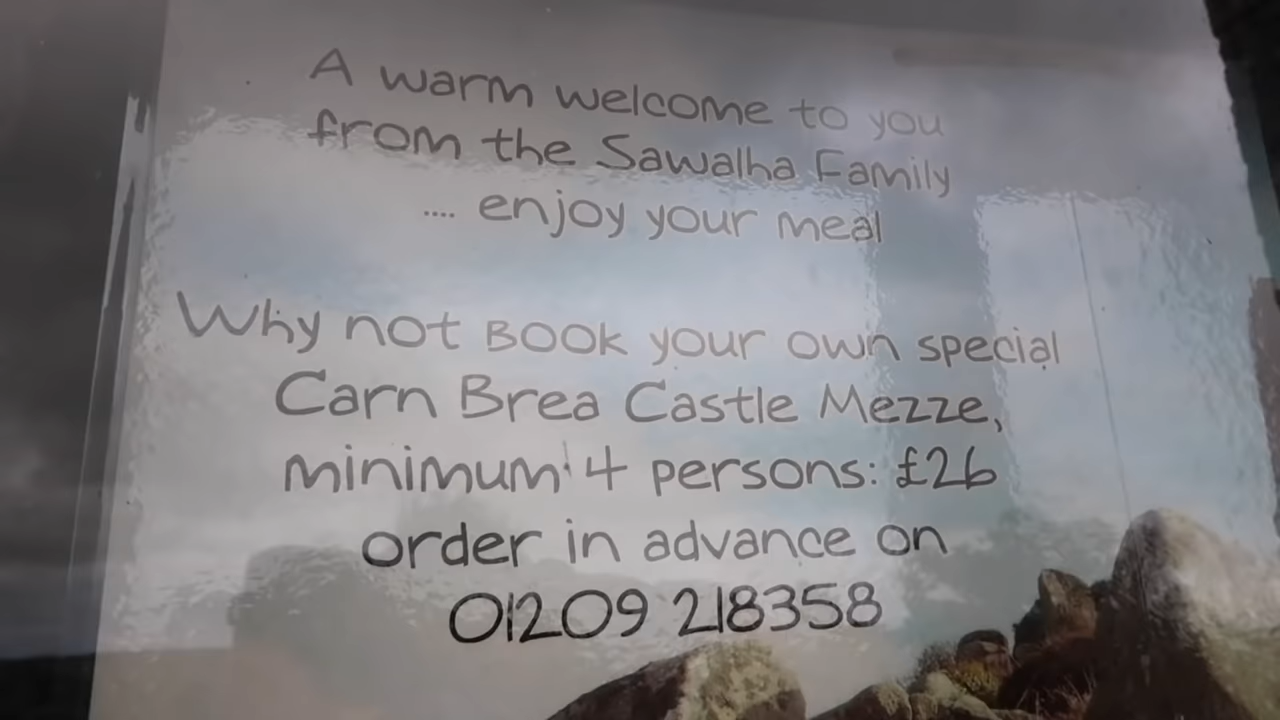 A warm welcome to you
from the Sawalha Family
.... enjoy your meal
Why not BOOK your own special
Carn Brea Castle Mezze,
minimum 4 persons: £26
order in advance on
01209 218358